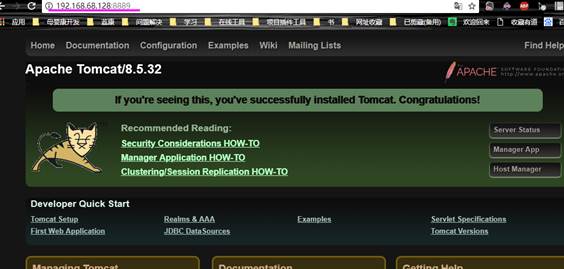 192.168.68.128:8889
应用 母婴康开发 首康 问题解决 学习 在线工具 项目插件工具 书 网址收藏 已剪藏(备用) 欢迎回来 收藏有道
Home Documentation Configuration Examples Wiki Mailing Lists Find Help
Apache Tomcat/8.5.32
APACHE SOFTWARE FOUNDA
http://www.apache.o
If you're seeing this, you've successfully installed Tomcat. Congratulations!
Recommended Reading:
Security Considerations HOW-TO
Manager Application HOW-TO
Clustering/Session Replication HOW-TO
Server Status
Manager App
Host Manager
Developer Quick Start
Tomcat Setup Realms & AAA Examples Servlet Specifications
First Web Application JDBC DataSources Tomcat Versions
Managing Tomcat Documentation Getting Help